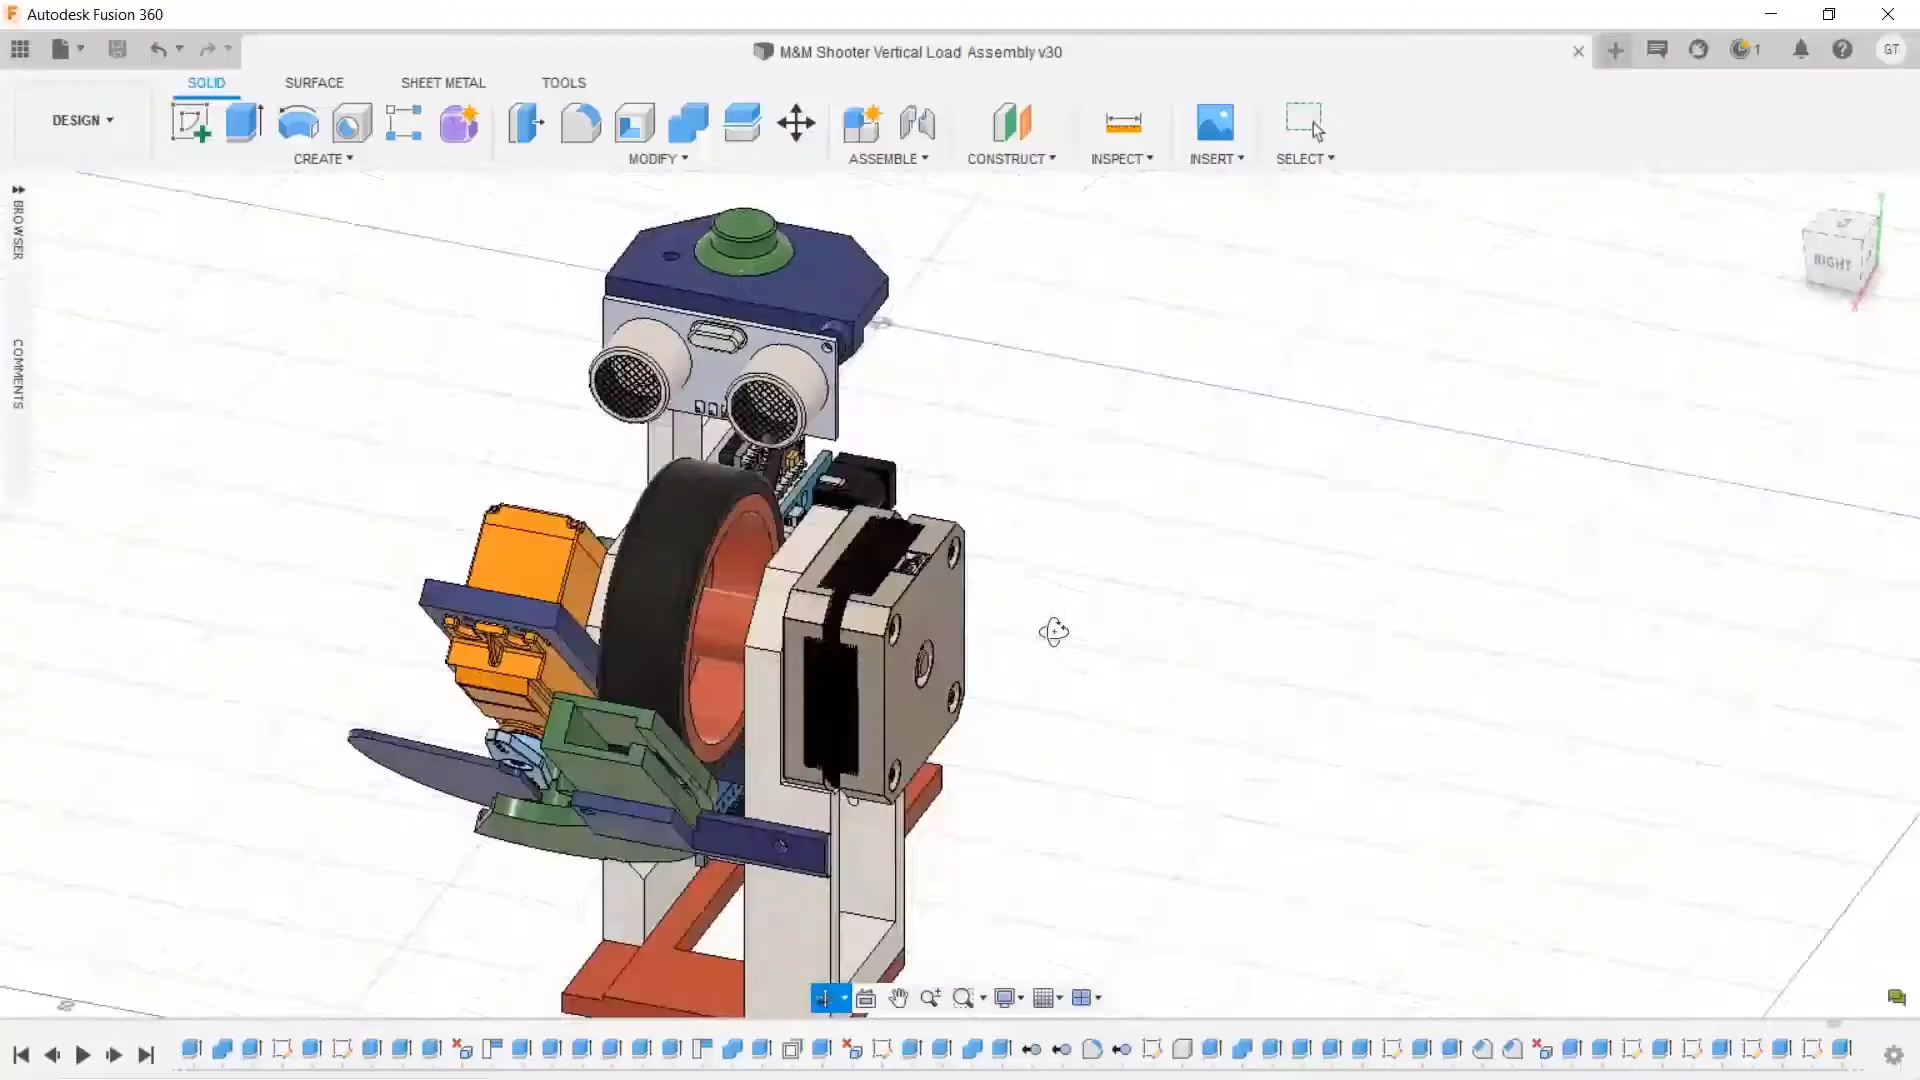 Autodesk Fusion 360
M&M Shooter Vertical Load Assembly v30
1
GT
SOLID
SURFACE
SHEET METAL
TOOLS
DESIGN
CREATE
MODIFY
ASSEMBLE
CONSTRUCT
INSPECT
INSERT
SELECT
BROWSER
COMMENTS
RIGHT